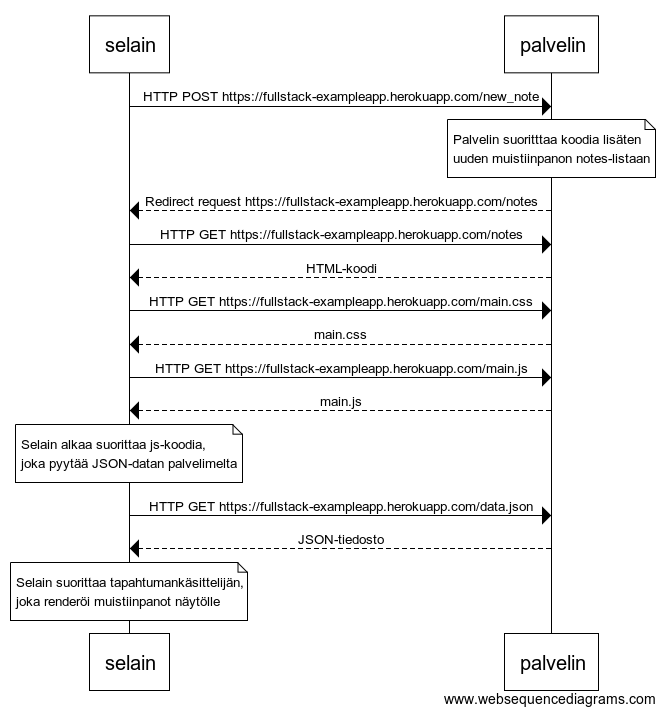 selain
palvelin
HTTP POST https://fullstack-exampleapp.herokuapp.com/new_note
Palvelin suoritttaa koodia lisäten
uuden muistiinpanon notes-listaan
Redirect request https://fullstack-exampleapp.herokuapp.com/notes
HTTP GET https://fullstack-exampleapp.herokuapp.com/notes
HTML-koodi
HTTP GET https://fullstack-exampleapp.herokuapp.com/main.css
main.css
HTTP GET https://fullstack-exampleapp.herokuapp.com/main.js
main.js
Selain alkaa suorittaa js-koodia,
joka pyytää JSON-datan palvelimelta
HTTP GET https://fullstack-exampleapp.herokuapp.com/data.json
JSON-tiedosto
Selain suorittaa tapahtumankäsittelijän,
joka renderöi muistiinpanot näytölle
selain
palvelin
www.websequencediagrams.com